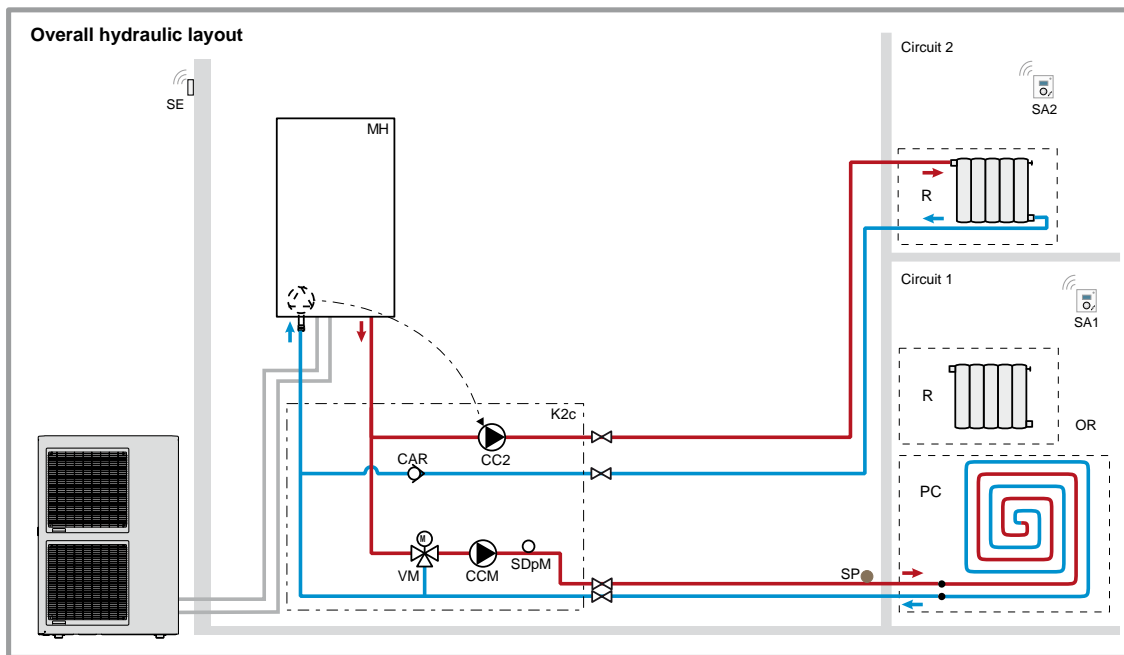 Overall hydraulic layout
Circuit 2
SE
SA2
MH
R
Circuit 1
SA1
R
K2c
OR
CAR
CC2
PC
M
VM
CCM
SDpM
SP